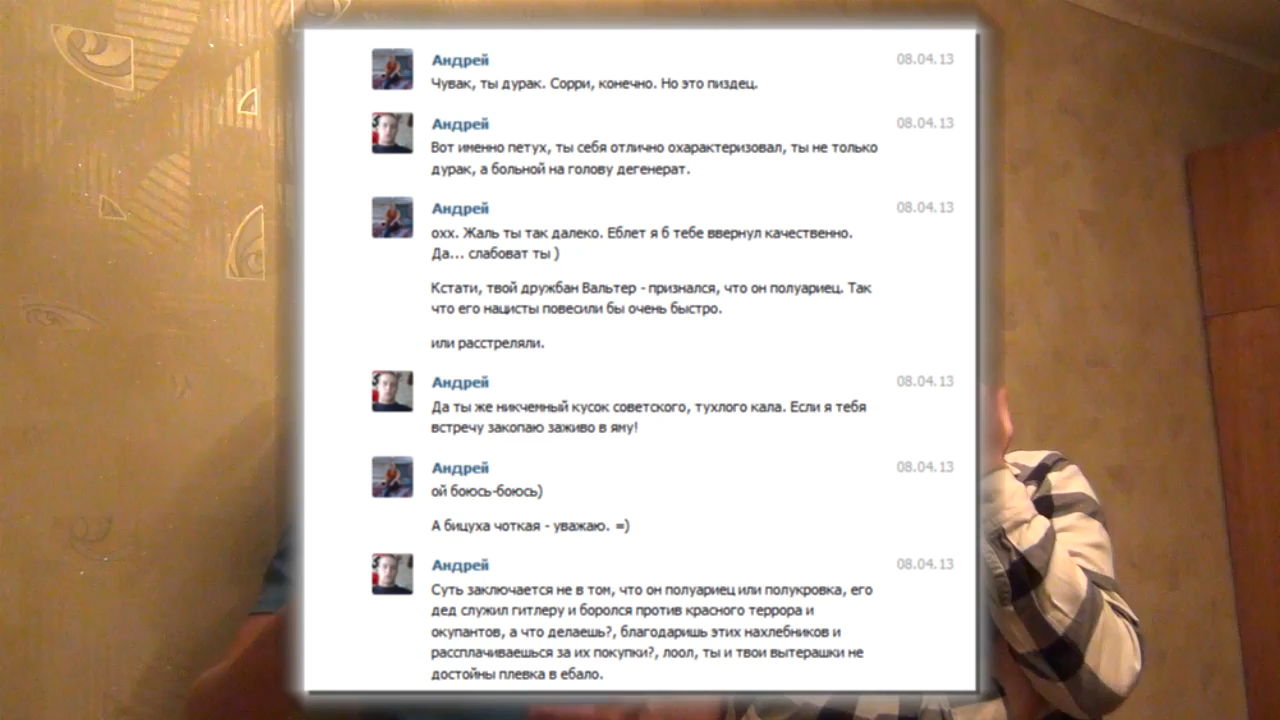 Андрей 08.04.13
Чувак, ты дурак. Сорри, конечно. Но это пиздец.
Андрей 08.04.13
Вот именно петух, ты себя отлично охарактеризовал, ты не только
дурак, а больной на голову дегенерат.
Андрей 08.04.13
охх. Жаль ты так далеко. Еблет я б тебе ввернул качественно.
Да... слабоват ты )
Кстати, твой дружбан Вальтер - признался, что он полуариец. Так
что его нацисты повесили бы очень быстро.
или расстреляли.
Андрей 08.04.13
Да ты же никчемный кусок советского, тухлого кала. Если я тебя
встречу закопаю заживо в яму!
Андрей 08.04.13
ой боюсь-боюсь)
А бицуха чоткая - уважаю. =)
Андрей 08.04.13
Суть заключается не в том, что он полуариец или полукровка, его
дед служил гитлеру и боролся против красного террора и
окупантов, а что делаешь?, благодаришь этих нахлебников и
расплачиваешься за их покупки?, лоол, ты и твои вытерашки не
достойны плевка в ебало.